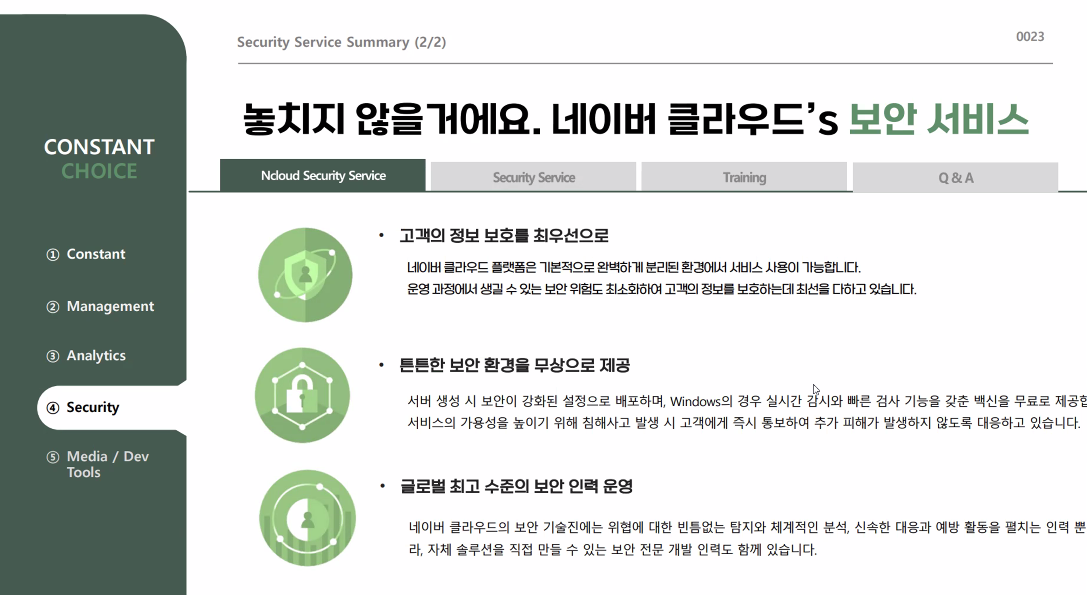 Security Service Summary (2/2)
0023
놓치지 않을거에요. 네이버 클라우드's 보안 서비스
CONSTANT
CHOICE
① Constant
② Management
③ Analytics
④ Security
⑤ Media / Dev
Tools
Ncloud Security Service
Security Service
Training
Q & A
• 고객의 정보 보호를 최우선으로
네이버 클라우드 플랫폼은 기본적으로 완벽하게 분리된 환경에서 서비스 사용이 가능합니다.
운영 과정에서 생길 수 있는 보안 위험도 최소화하여 고객의 정보를 보호하는데 최선을 다하고 있습니다.
• 튼튼한 보안 환경을 무상으로 제공
서버 생성 시 보안이 강화된 설정으로 배포하며, Windows의 경우 실시간 감시와 빠른 검사 기능을 갖춘 백신을 무료로 제공합
서비스의 가용성을 높이기 위해 침해사고 발생 시 고객에게 즉시 통보하여 추가 피해가 발생하지 않도록 대응하고 있습니다.
• 글로벌 최고 수준의 보안 인력 운영
네이버 클라우드의 보안 기술진에는 위협에 대한 빈틈없는 탐지와 체계적인 분석, 신속한 대응과 예방 활동을 펼치는 인력 뿐
라, 자체 솔루션을 직접 만들 수 있는 보안 전문 개발 인력도 함께 있습니다.